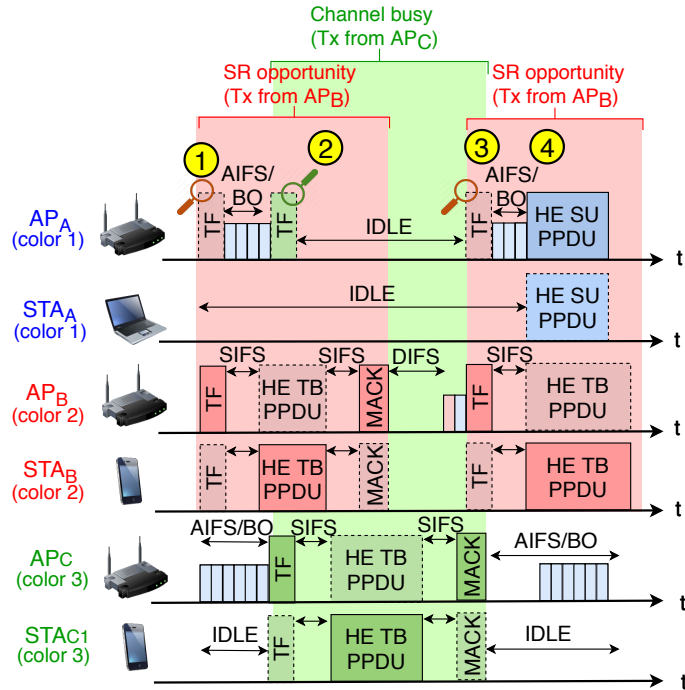 Channel busy
(Tx from APC)
SR opportunity
(Tx from APB)
SR opportunity
(Tx from APB)
1
2
3
4
AIFS/
BO
AIFS/
BO
APA
(color 1)
TF
TF
IDLE
TF
HE SU
PPDU
t
STAA
(color 1)
IDLE
HE SU
PPDU
t
SIFS
SIFS
DIFS
SIFS
APB
(color 2)
TF
HE TB
PPDU
MACK
TF
HE TB
PPDU
t
STAB
(color 2)
TF
HE TB
PPDU
MACK
TF
HE TB
PPDU
t
AIFS/BO
SIFS
SIFS
AIFS/BO
APC
(color 3)
TF
HE TB
PPDU
MACK
t
STAC1
(color 3)
IDLE
TF
HE TB
PPDU
MACK
IDLE
t